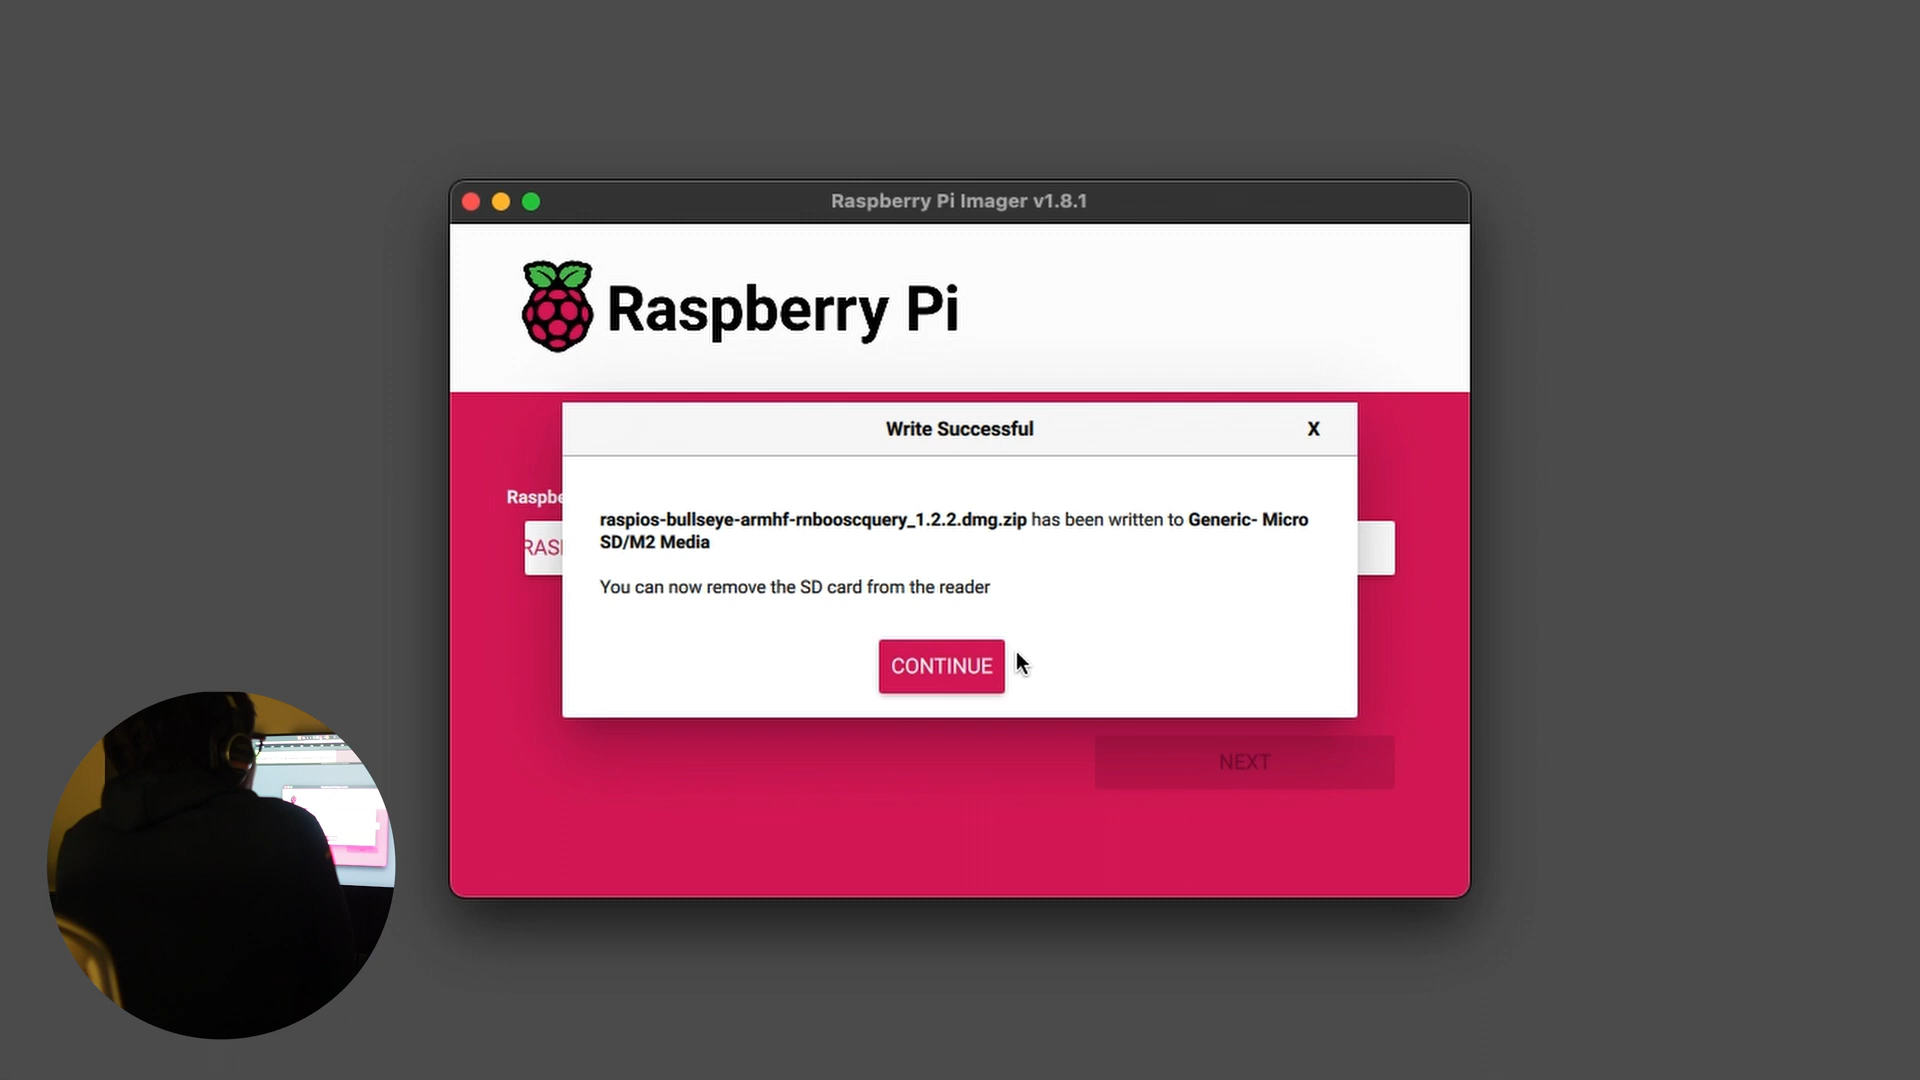 Raspberry Pi Imager v1.8.1
Raspberry Pi
Write Successful
X
Raspbe
raspios-bullseye-armhf-rnbooscquery_1.2.2.dmg.zip has been written to Generic- Micro
SD/M2 Media
RASI
You can now remove the SD card from the reader
CONTINUE
NEXT